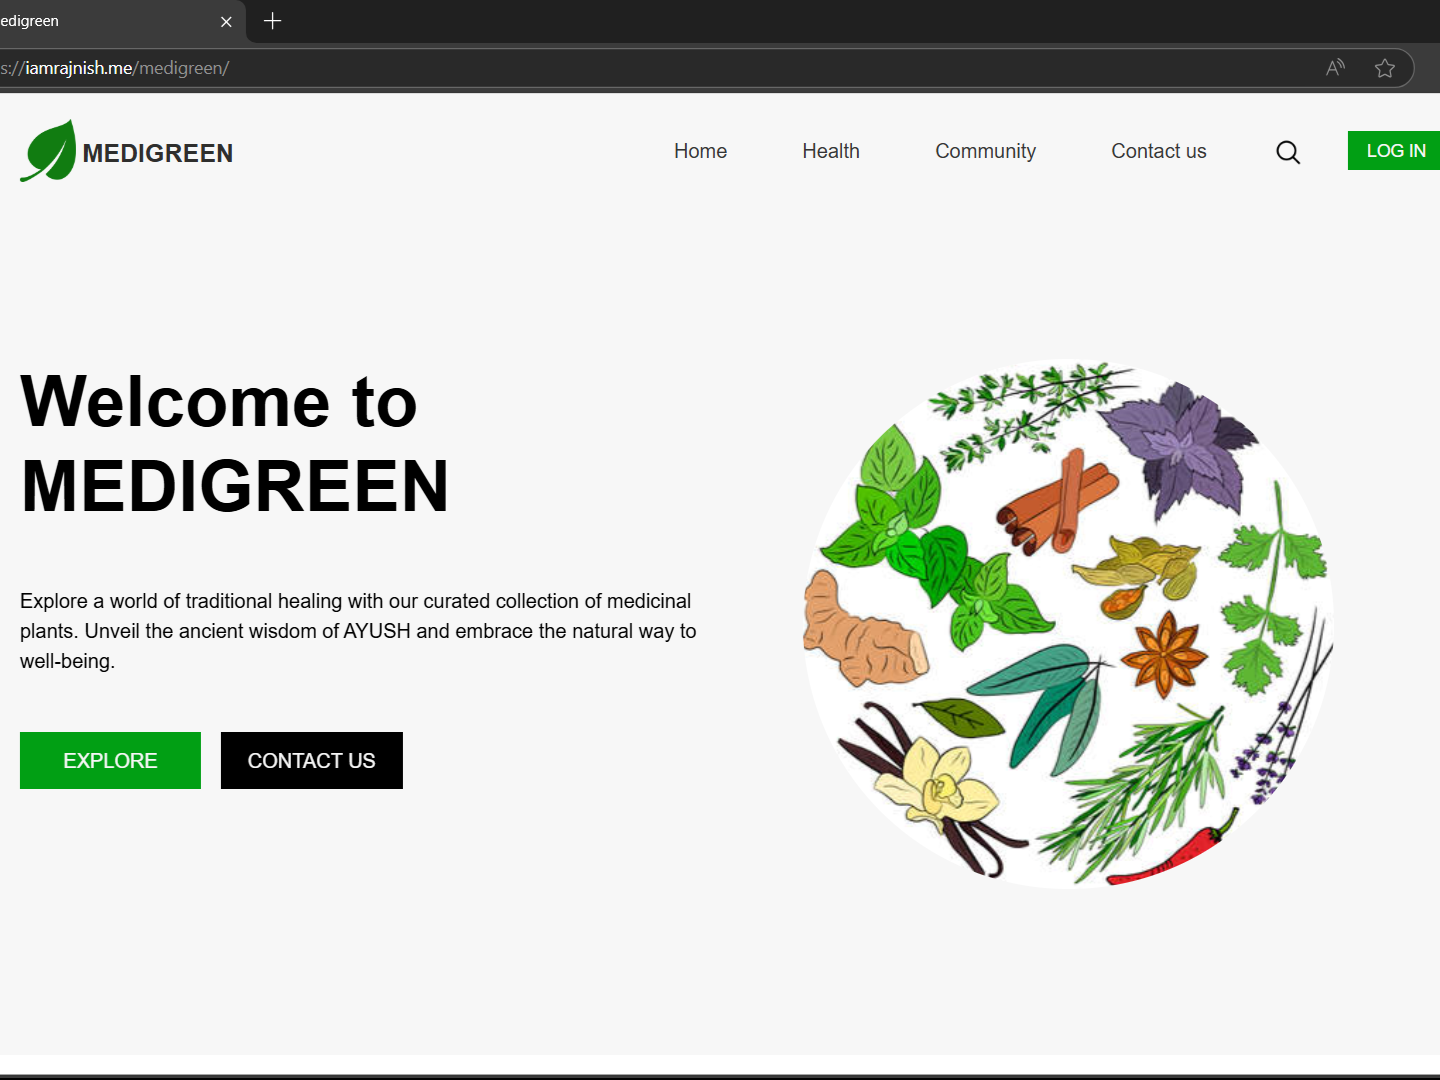 edigreen
s://iamrajnish.me/medigreen/
MEDIGREEN
Home
Health
Community
Contact us
LOG IN
Welcome to
MEDIGREEN
Explore a world of traditional healing with our curated collection of medicinal
plants. Unveil the ancient wisdom of AYUSH and embrace the natural way to
well-being.
EXPLORE
CONTACT US